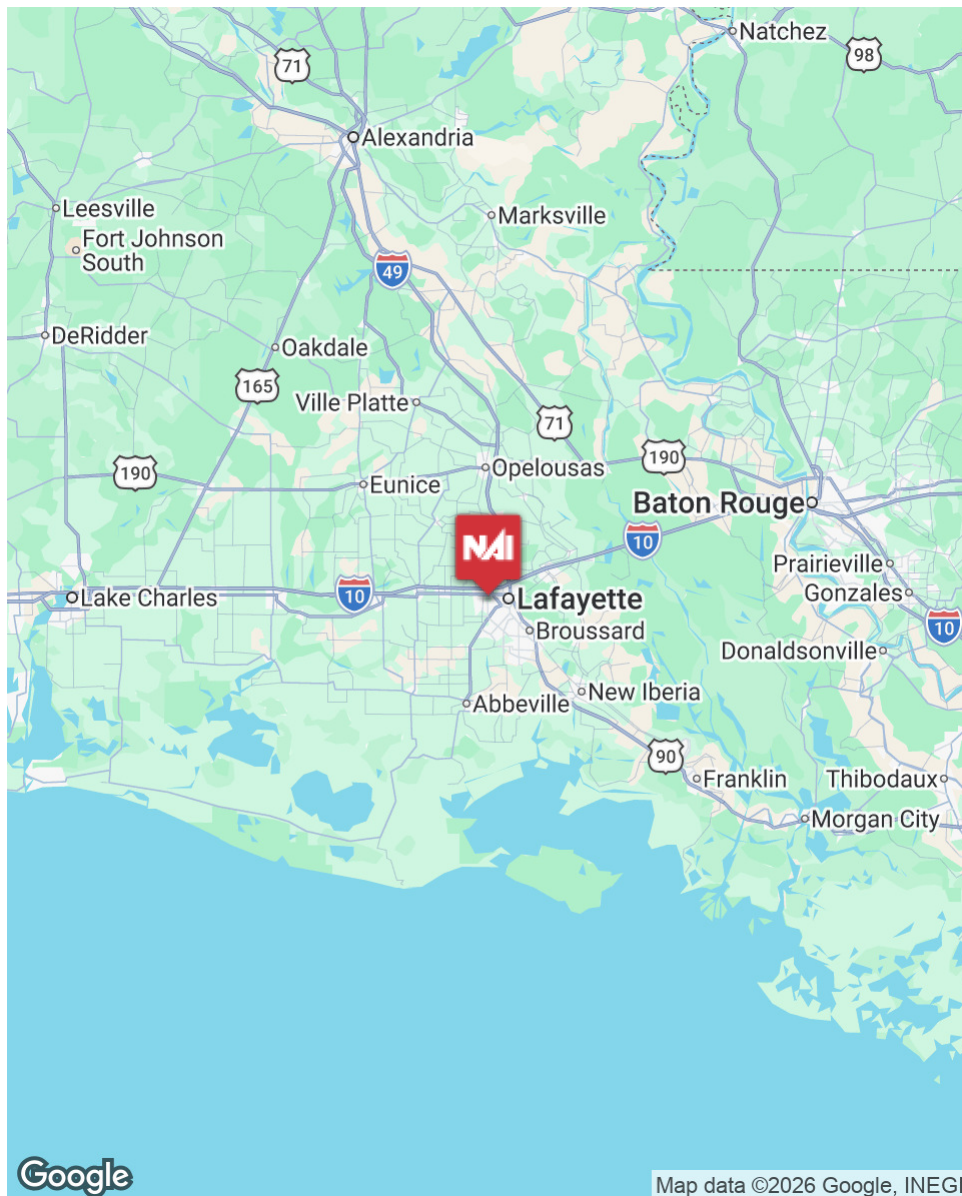 Natchez
71
98
Alexandria
Leesville
Marksville
Fort Johnson
South
49
DeRidder
Oakdale
165
Ville Platte
71
190
190
Opelousas
Eunice
Baton Rouge
NAI
10
Prairieville
10
Lake Charles
Lafayette
Gonzales
10
Broussard
Donaldsonville
New Iberia
Abbeville
90
Franklin
Thibodaux
Morgan City
Google
Map data ©2026 Google, INEGI